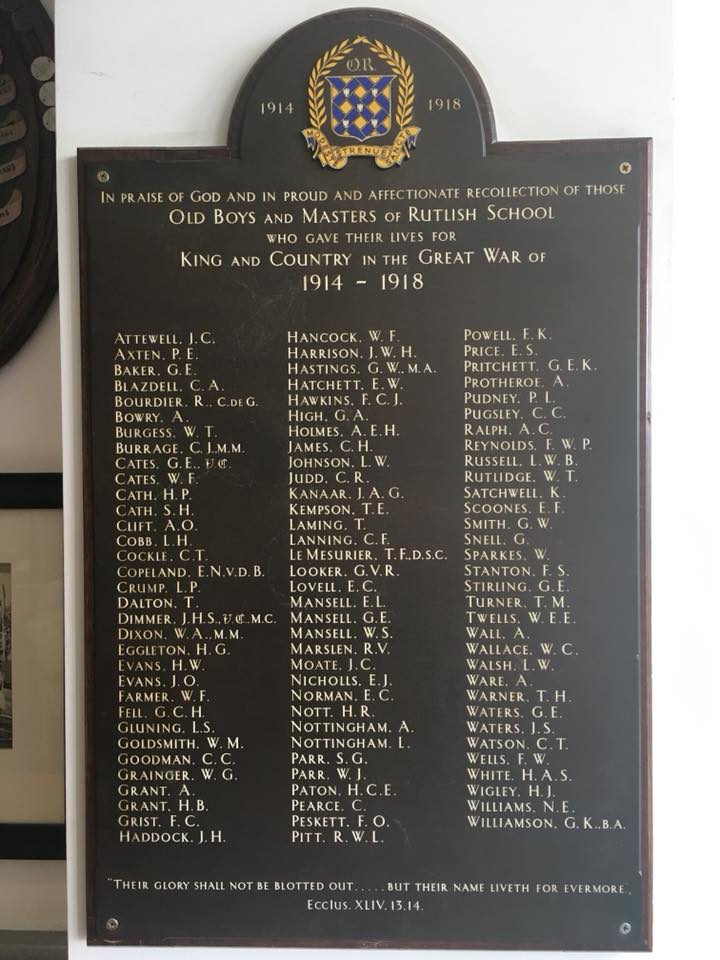 O.R.
1914 1918
MODESTE STRENUE SANCTE
IN PRAISE OF GOD AND IN PROUD AND AFFECTIONATE RECOLLECTION OF THOSE
OLD BOYS AND MASTERS OF RUTLISH SCHOOL
WHO GAVE THEIR LIVES FOR
KING AND COUNTRY IN THE GREAT WAR OF
1914 - 1918
ATTEWELL, J.C.
AXTEN, P.E.
BAKER, G.E.
BLAZDELL, C.A.
BOURDIER, R., C.DE G.
BOWRY, A.
BURGESS, W.T.
BURRAGE, C.J., M.M.
CATES, G.E., V.C.
CATES, W.F.
CATH, H.P.
CATH, S.H.
CLIFT, A.O.
COBB, L.H.
COCKLE, C.T.
COPELAND, E.N.V.D.B.
CRUMP, L.P.
DALTON, T.
DIMMER, J.H.S., V.C., M.C.
DIXON, W.A., M.M.
EGGLETON, H.G.
EVANS, H.W.
EVANS, J.O.
FARMER, W.F.
FELL, G.C.H.
GLUNING, L.S.
GOLDSMITH, W.M.
GOODMAN, C.C.
GRAINGER, W.G.
GRANT, A.
GRANT, H.B.
GRIST, F.C.
HADDOCK, J.H.
HANCOCK, W.F.
HARRISON, J.W.H.
HASTINGS, G.W., M.A.
HATCHETT, E.W.
HAWKINS, F.C.J.
HIGH, G.A.
HOLMES, A.E.H.
JAMES, C.H.
JOHNSON, L.W.
JUDD, C.R.
KANAAR, J.A.G.
KEMPSON, T.E.
LAMING, T.
LANNING, C.F.
LE MESURIER, T.F., D.S.C.
LOOKER, G.V.R.
LOVELL, E.C.
MANSELL, E.L.
MANSELL, G.E.
MANSELL, W.S.
MARSLEN, R.V.
MOATE, J.C.
NICHOLLS, E.J.
NORMAN, E.C.
NOTT, H.R.
NOTTINGHAM, A.
NOTTINGHAM, L.
PARR, S.G.
PARR, W.J.
PATON, H.C.E.
PEARCE, C.
PESKETT, F.O.
PITT, R.W.L.
POWELL, E.K.
PRICE, E.S.
PRITCHETT, G.E.K.
PROTHEROE, A.
PUDNEY, P.L.
PUGSLEY, C.C.
RALPH, A.C.
REYNOLDS, F.W.P.
RUSSELL, L.W.B.
RUTLIDGE, W.T.
SATCHWELL, K.
SCOONES, E.F.
SMITH, G.W.
SNELL, G.
SPARKES, W.
STANTON, F.S.
STIRLING, G.E.
TURNER, T.M.
TWELLS, W.E.E.
WALL, A.
WALLACE, W.C.
WALSH, L.W.
WARE, A.
WARNER, T.H.
WATERS, G.E.
WATERS, J.S.
WATSON, C.T.
WELLS, F.W.
WHITE, H.A.S.
WIGLEY, H.J.
WILLIAMS, N.E.
WILLIAMSON, G.K., B.A.
"THEIR GLORY SHALL NOT BE BLOTTED OUT.....BUT THEIR NAME LIVETH FOR EVERMORE".
Ecclus. XLIV. 13,14.